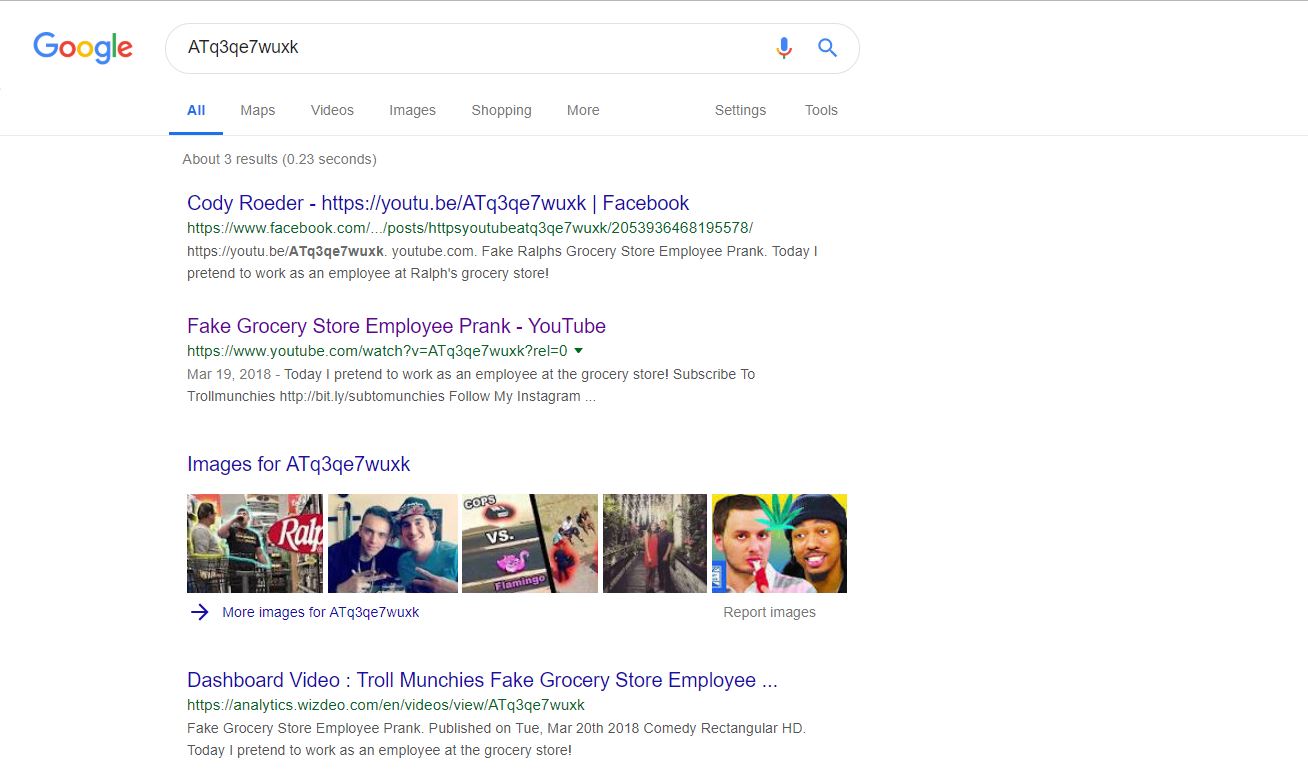 Google
ATq3qe7wuxk
All Maps Videos Images Shopping More Settings Tools
About 3 results (0.23 seconds)
Cody Roeder - https://youtu.be/ATq3qe7wuxk | Facebook
https://www.facebook.com/.../posts/httpsyoutubeatq3qe7wuxk/2053936468195578/
https://youtu.be/ATq3qe7wuxk. youtube.com. Fake Ralphs Grocery Store Employee Prank. Today I
pretend to work as an employee at Ralph's grocery store!
Fake Grocery Store Employee Prank - YouTube
https://www.youtube.com/watch?v=ATq3qe7wuxk?rel=0
Mar 19, 2018 - Today I pretend to work as an employee at the grocery store! Subscribe To
Trollmunchies http://bit.ly/subtomunchies Follow My Instagram ...
Images for ATq3qe7wuxk
Ralp
COPS
vs.
Flamingo
More images for ATq3qe7wuxk
Report images
Dashboard Video : Troll Munchies Fake Grocery Store Employee ...
https://analytics.wizdeo.com/en/videos/view/ATq3qe7wuxk
Fake Grocery Store Employee Prank. Published on Tue, Mar 20th 2018 Comedy Rectangular HD.
Today I pretend to work as an employee at the grocery store!